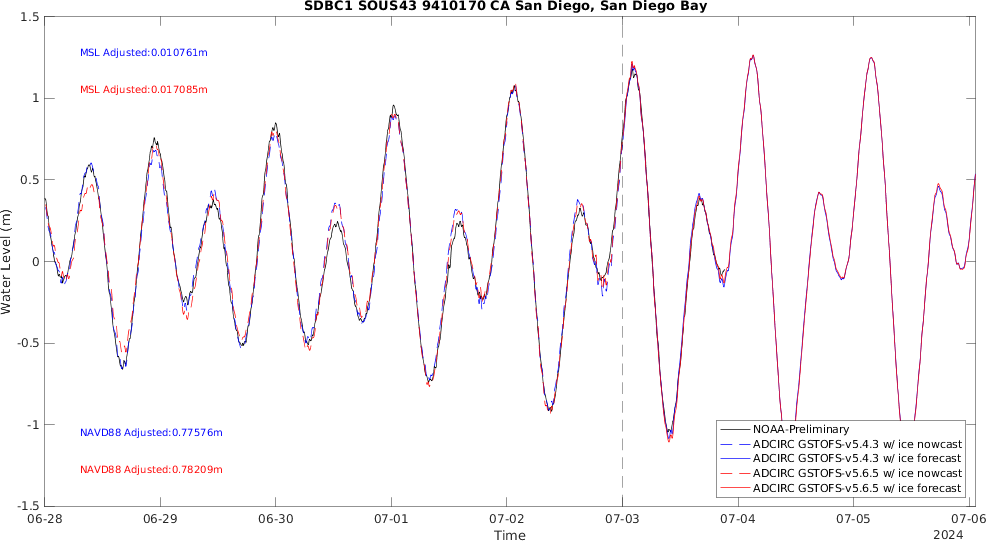 SDBC1 SOUS43 9410170 CA San Diego, San Diego Bay
1.5
MSL Adjusted:0.010761m
MSL Adjusted:0.017085m
1
0.5
0
-0.5
-1
-1.5
Water Level (m)
NAVD88 Adjusted:0.77576m
NAVD88 Adjusted:0.78209m
NOAA-Preliminary
ADCIRC GSTOFS-v5.4.3 w/ ice nowcast
ADCIRC GSTOFS-v5.4.3 w/ ice forecast
ADCIRC GSTOFS-v5.6.5 w/ ice nowcast
ADCIRC GSTOFS-v5.6.5 w/ ice forecast
06-28 06-29 06-30 07-01 07-02 07-03 07-04 07-05 07-06
Time
2024